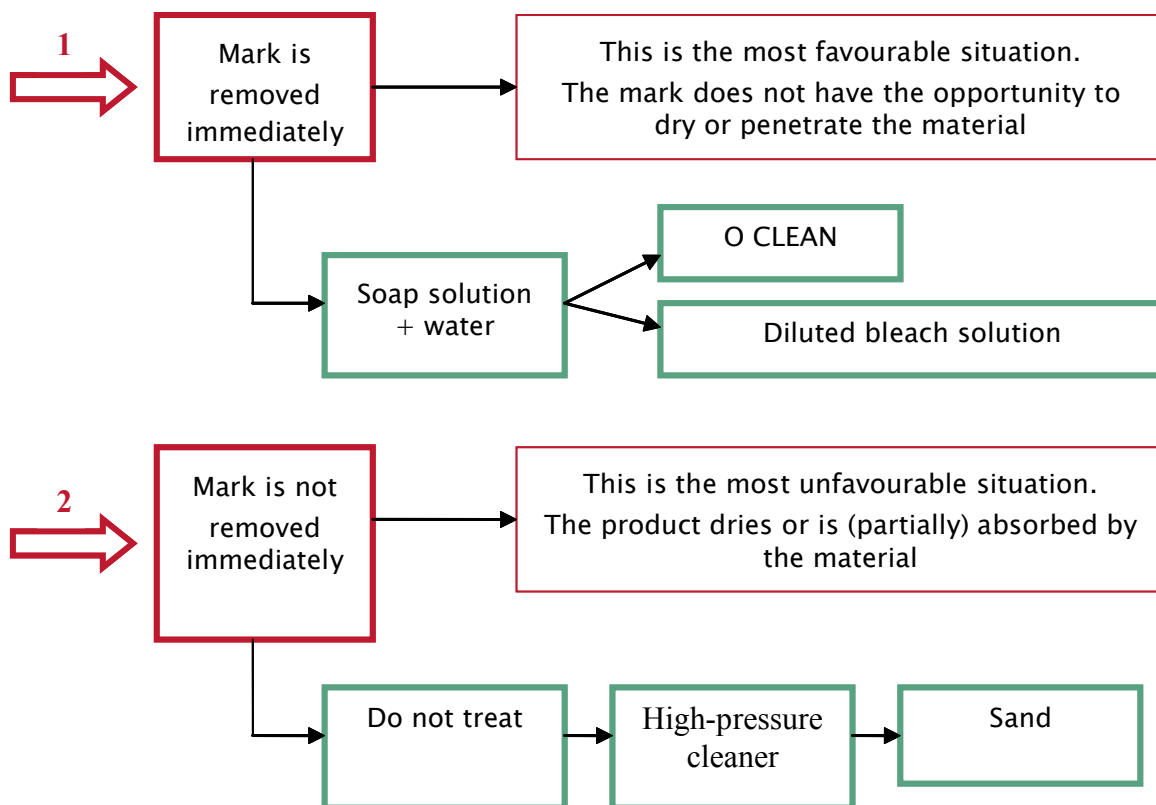 1
Mark is
removed
immediately
This is the most favourable situation.
The mark does not have the opportunity to
dry or penetrate the material
O CLEAN
Soap solution
+ water
Diluted bleach solution
2
Mark is not
removed
immediately
This is the most unfavourable situation.
The product dries or is (partially) absorbed by
the material
Do not treat
High-pressure
cleaner
Sand